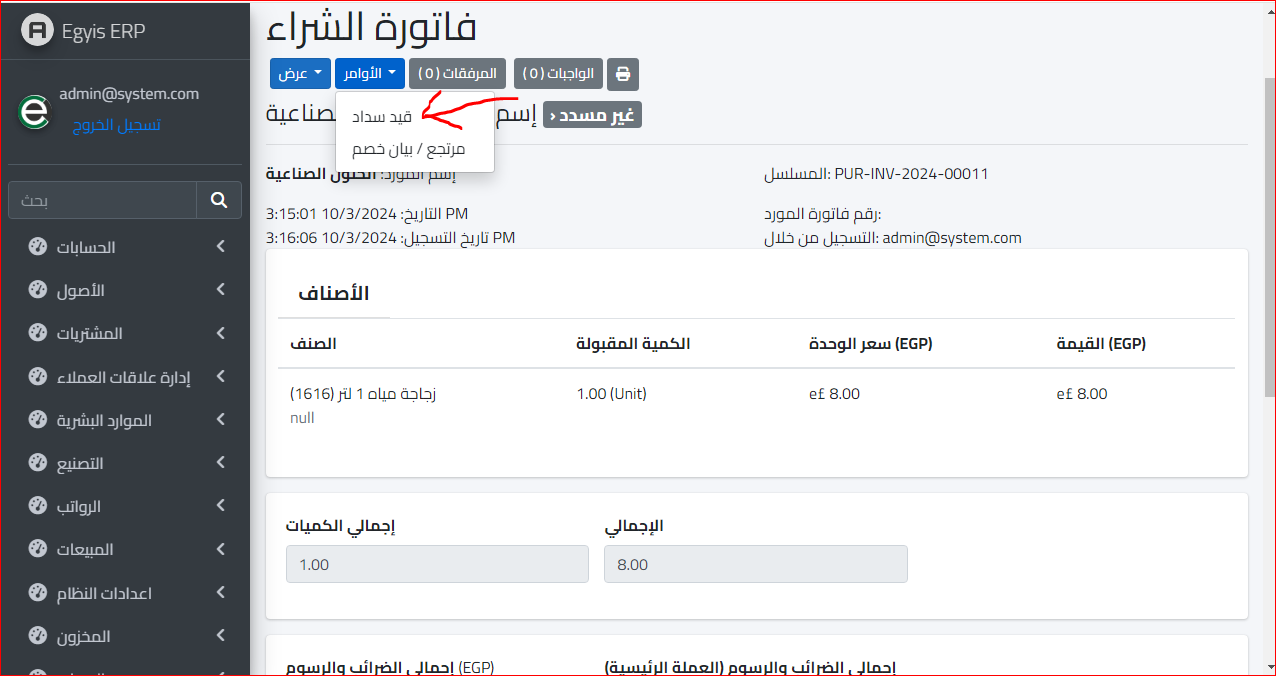 Egyis ERP
admin@system.com
تسجيل الخروج
بحث
الحسابات
الأصول
المشتريات
إدارة علاقات العملاء
الموارد البشرية
التصنيع
الرواتب
المبيعات
اعدادات النظام
المخزون
فاتورة الشراء
عرض
الأوامر
المرفقات ( 0 )
الواجبات ( 0 )
قيد سداد
مرتجع / بيان خصم
إسم
صناعية
غير مسدد ‹
إسم المورد: الحلول الصناعية
PUR-INV-2024-00011 :المسلسل
3:15:01 10/3/2024 :التاريخ PM
رقم فاتورة المورد:
3:16:06 10/3/2024 :تاريخ التسجيل PM
التسجيل من خلال: admin@system.com
الأصناف
الصنف
الكمية المقبولة
سعر الوحدة (EGP)
القيمة (EGP)
زجاجة مياه 1 لتر (1616)
null
1.00 (Unit)
e£ 8.00
e£ 8.00
إجمالي الكميات
الإجمالي
1.00
8.00
إجمالي الضرائب والرسوم (EGP)
إجمالي الضرائب والرسوم (العملة الرئيسية)